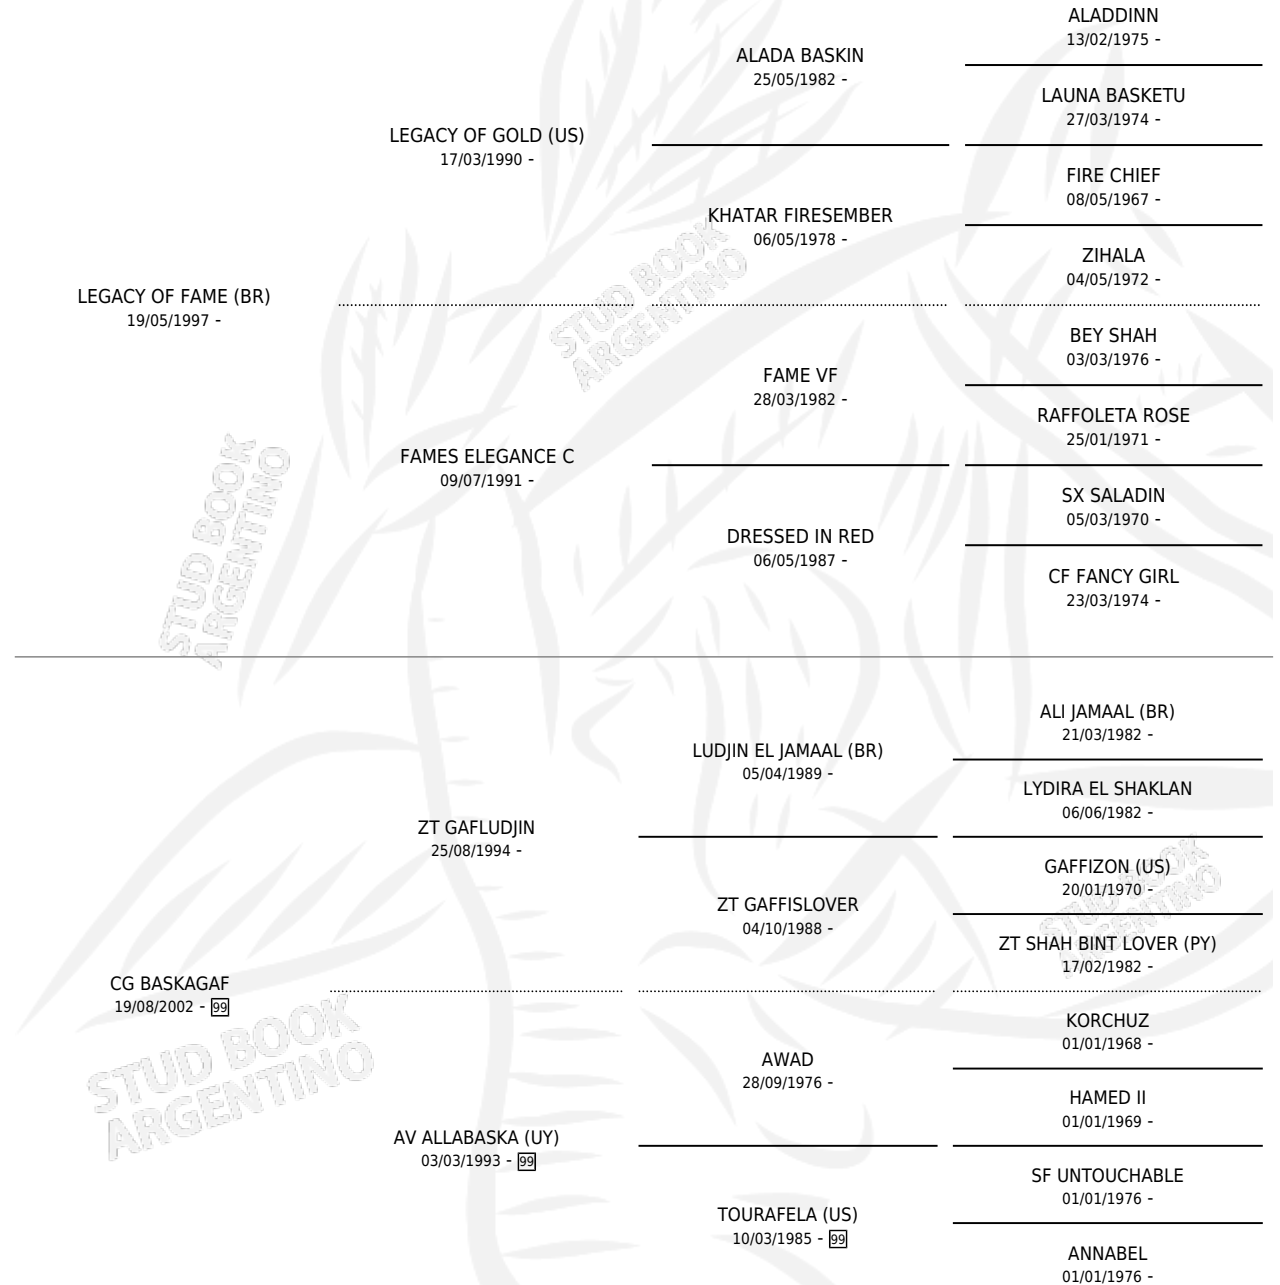 ALADDINN
13/02/1975 -
ALADA BASKIN
25/05/1982 -
LAUNA BASKETU
27/03/1974 -
LEGACY OF GOLD (US)
17/03/1990 -
FIRE CHIEF
08/05/1967 -
KHATAR FIRESEMBER
06/05/1978 -
ZIHALA
04/05/1972 -
LEGACY OF FAME (BR)
19/05/1997 -
BEY SHAH
03/03/1976 -
FAME VF
28/03/1982 -
RAFFOLETA ROSE
25/01/1971 -
FAMES ELEGANCE C
09/07/1991 -
SX SALADIN
05/03/1970 -
DRESSED IN RED
06/05/1987 -
CF FANCY GIRL
23/03/1974 -
STUD BOOK
ARGENTINO
STUD BOOK
ARGENTINO
ALI JAMAAL (BR)
21/03/1982 -
LUDJIN EL JAMAAL (BR)
05/04/1989 -
LYDIRA EL SHAKLAN
06/06/1982 -
ZT GAFLUDJIN
25/08/1994 -
GAFFIZON (US)
20/01/1970 -
ZT GAFFISLOVER
04/10/1988 -
ZT SHAH BINT LOVER (PY)
17/02/1982 -
CG BASKAGAF
19/08/2002 - 99
KORCHUZ
01/01/1968 -
AWAD
28/09/1976 -
HAMED II
01/01/1969 -
AV ALLABASKA (UY)
03/03/1993 - 99
SF UNTOUCHABLE
01/01/1976 -
TOURAFELA (US)
10/03/1985 - 99
ANNABEL
01/01/1976 -
STUD BOOK
ARGENTINO
STUD BOOK
ARGENTINO